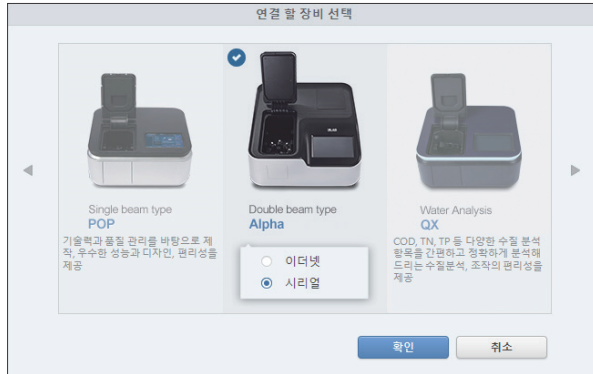 연결 할 장비 선택
Single beam type
POP
기술력과 품질 관리를 바탕으로 제
작, 우수한 성능과 디자인, 편리성을
제공
Double beam type
Alpha
이더넷
시리얼
Water Analysis
QX
COD, TN, TP 등 다양한 수질 분석
항목을 간편하고 정확하게 분석해
드리는 수질분석, 조작의 편리성을
제공
확인
취소